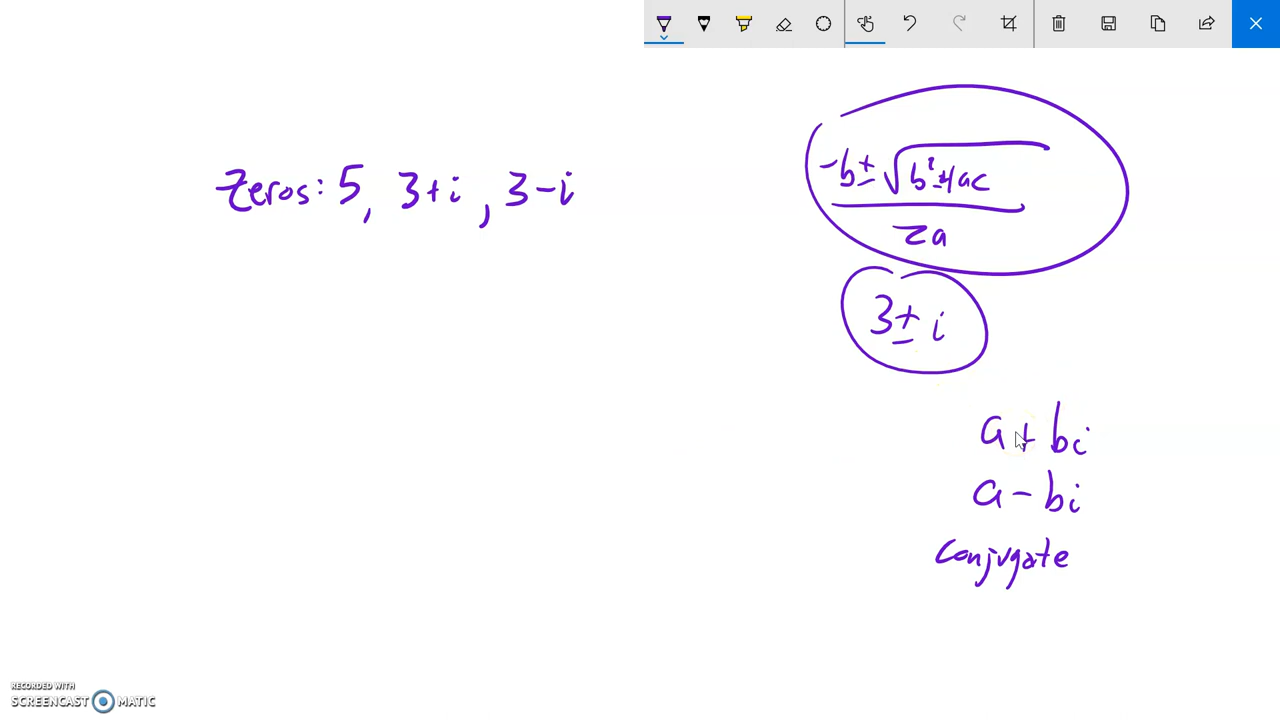 Zeros: 5, 3+i, 3-i
-b ± √b²-4ac
2a
3 ± i
a + bi
a - bi
conjugate
RECORDED WITH
SCREENCAST MATIC